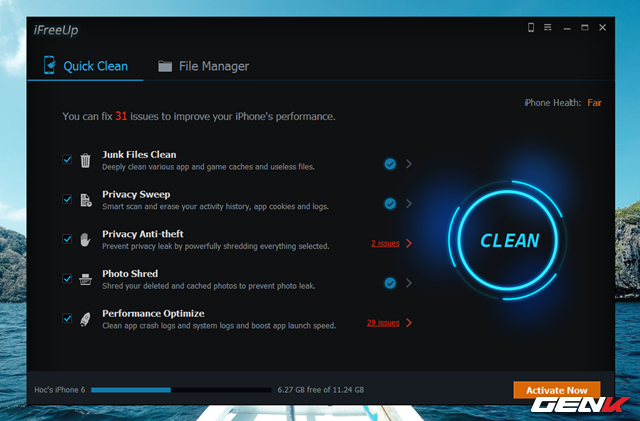 iFreeUp
Quick Clean
File Manager
iPhone Health: Far
You can fix 31 issues to improve your iPhone's performance.
Junk Files Clean
Deeply clean various app and game caches and useless files.
Privacy Sweep
Smart scan and erase your activity history, app cookies and logs.
Privacy Anti-theft
Prevent privacy leak by powerfully shredding everything selected.
2 issues
Photo Shred
Shred your deleted and cached photos to prevent photo leak.
Performance Optimize
Clean app crash logs and system logs and boost app launch speed.
29 issues
CLEAN
Hoc's iPhone 6
6.27 GB free of 11.24 GB
Activate Now
GENK